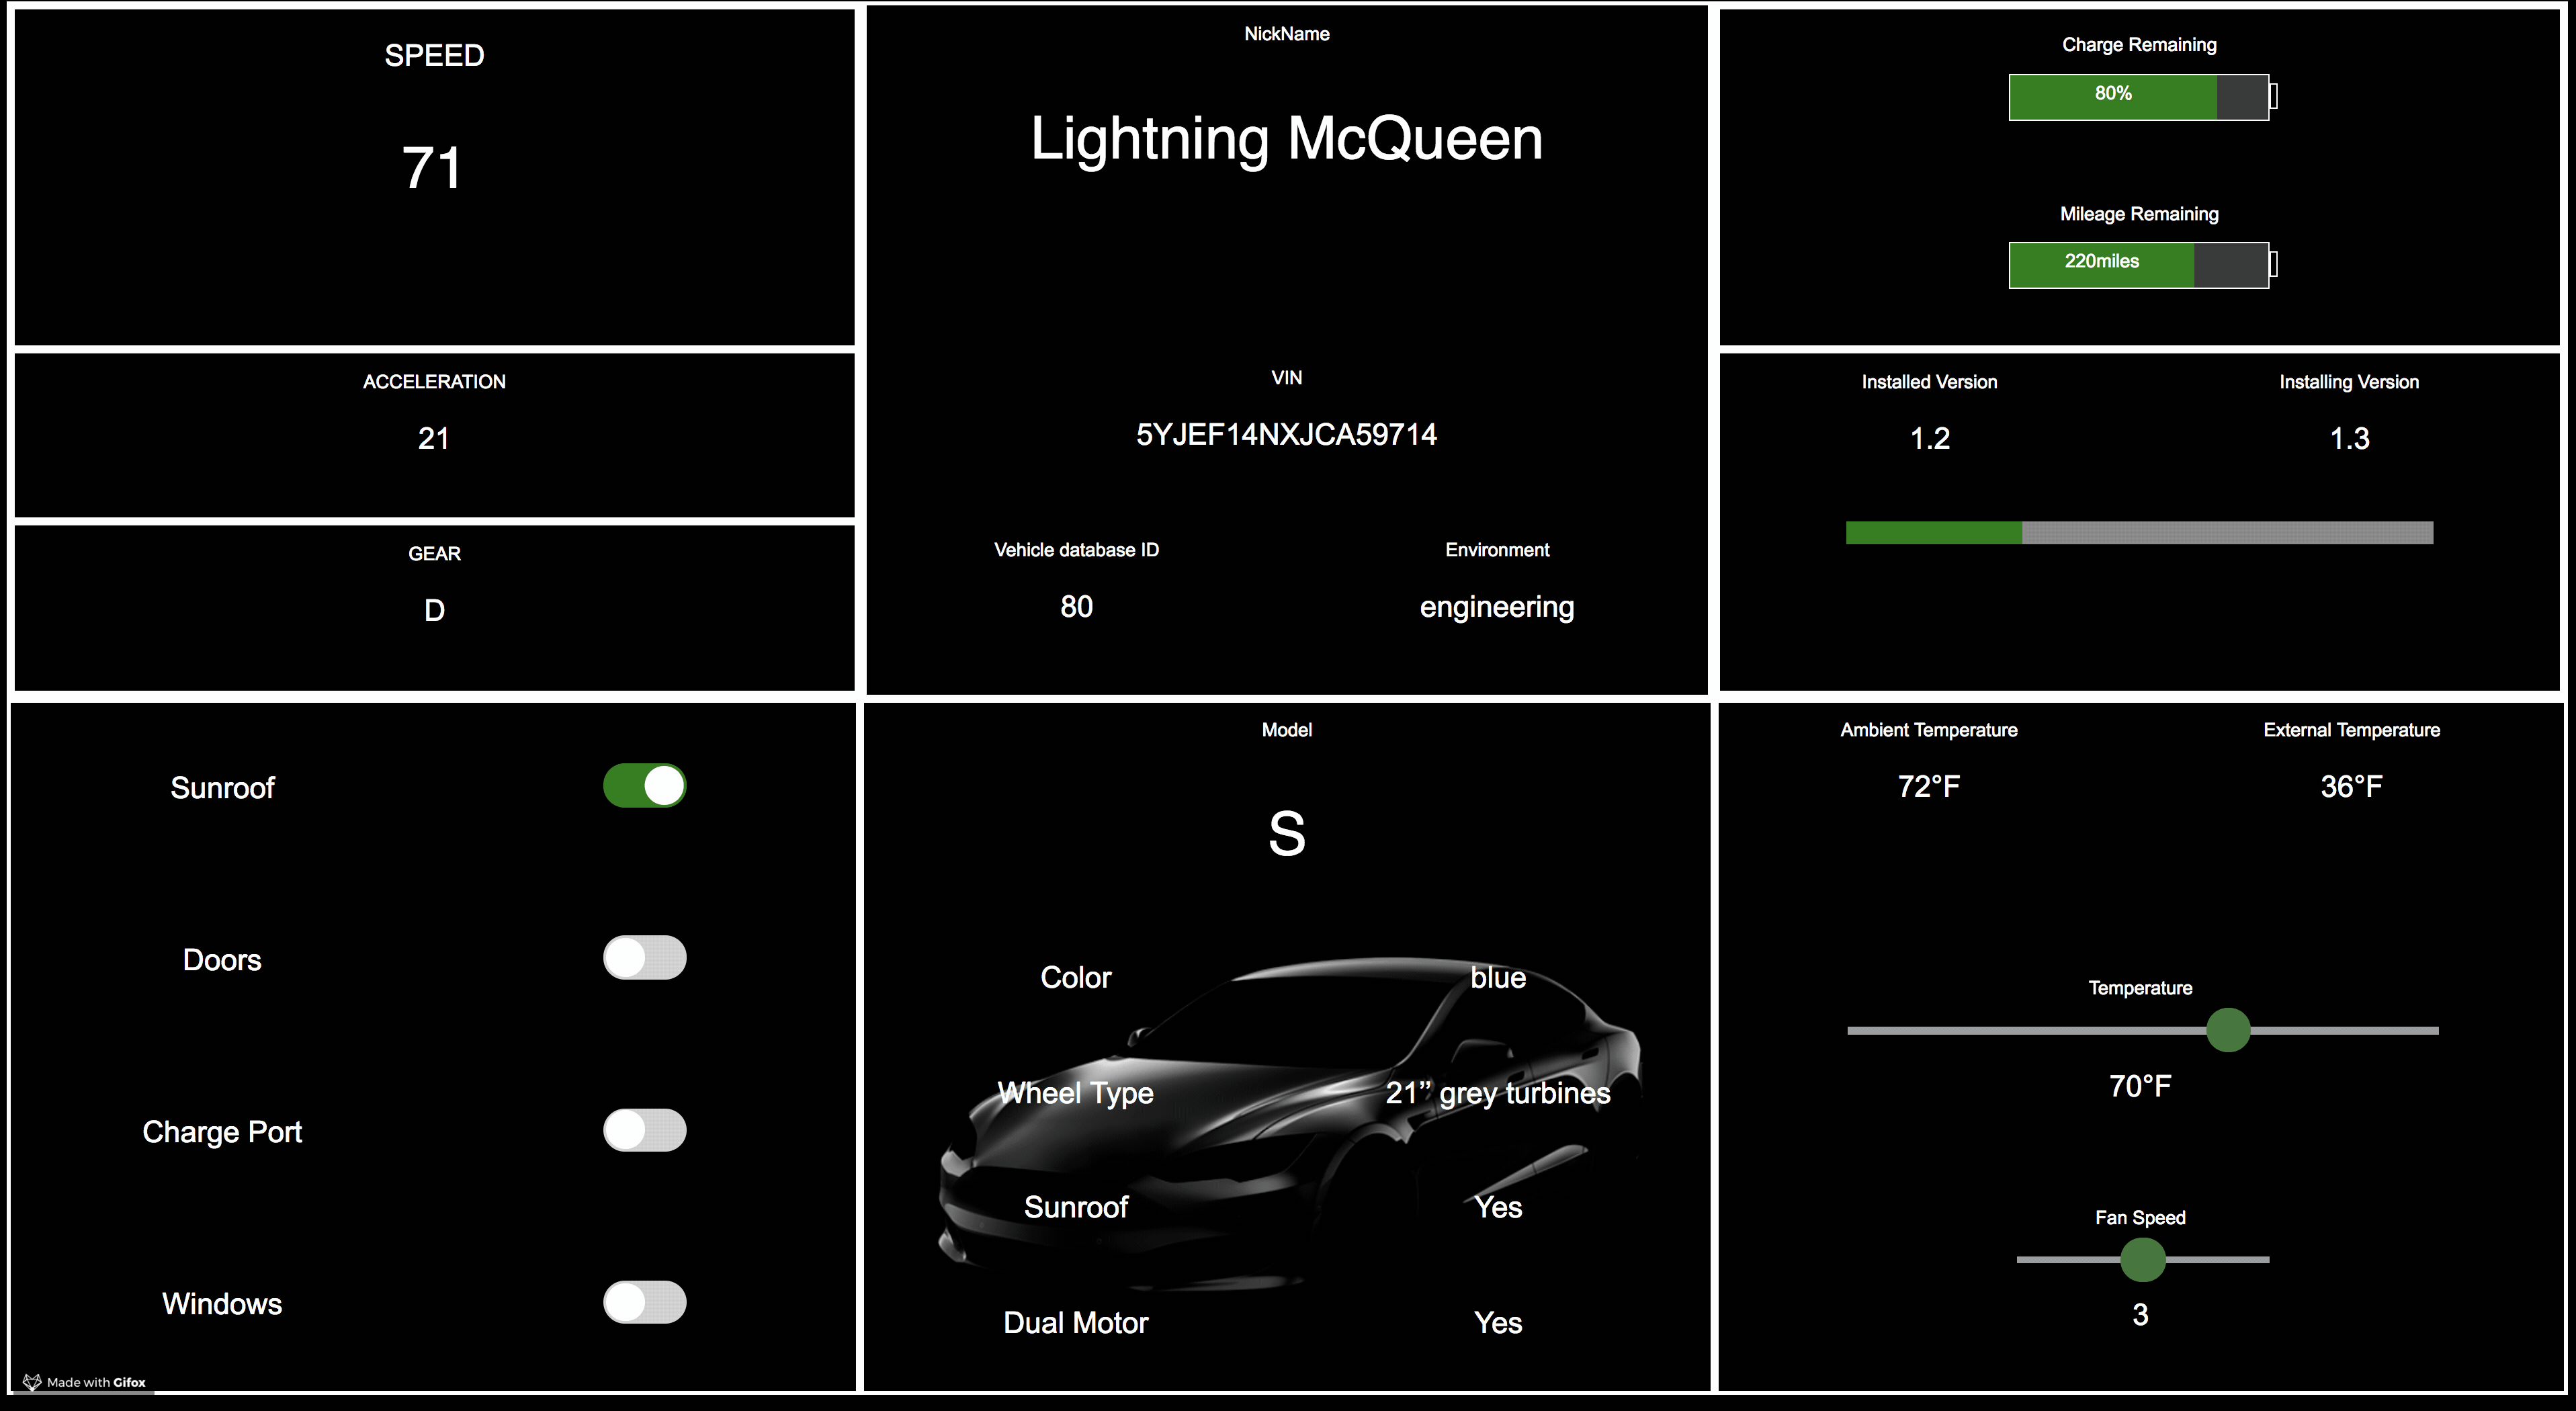 SPEED
71
ACCELERATION
21
GEAR
D
NickName
Lightning McQueen
VIN
5YJEF14NXJCA59714
Vehicle database ID
Environment
80
engineering
Charge Remaining
80%
Mileage Remaining
220miles
Installed Version
Installing Version
1.2
1.3
Sunroof
Doors
Charge Port
Windows
Model
S
Color
blue
Wheel Type
21” grey turbines
Sunroof
Yes
Dual Motor
Yes
Ambient Temperature
External Temperature
72°F
36°F
Temperature
70°F
Fan Speed
3
Made with Gifox